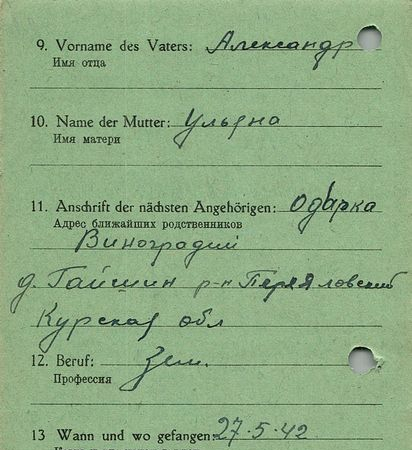 9. Vorname des Vaters: Александр
Имя отца
10. Name der Mutter: Ульяна
Имя матери
11. Anschrift der nächsten Angehörigen: Одарка
Адрес ближайших родственников
Виноградий
д. Гайшин р-н Переяловский
Курская обл
12. Beruf: Зем.
Профессия
13 Wann und wo gefangen: 27.5.42